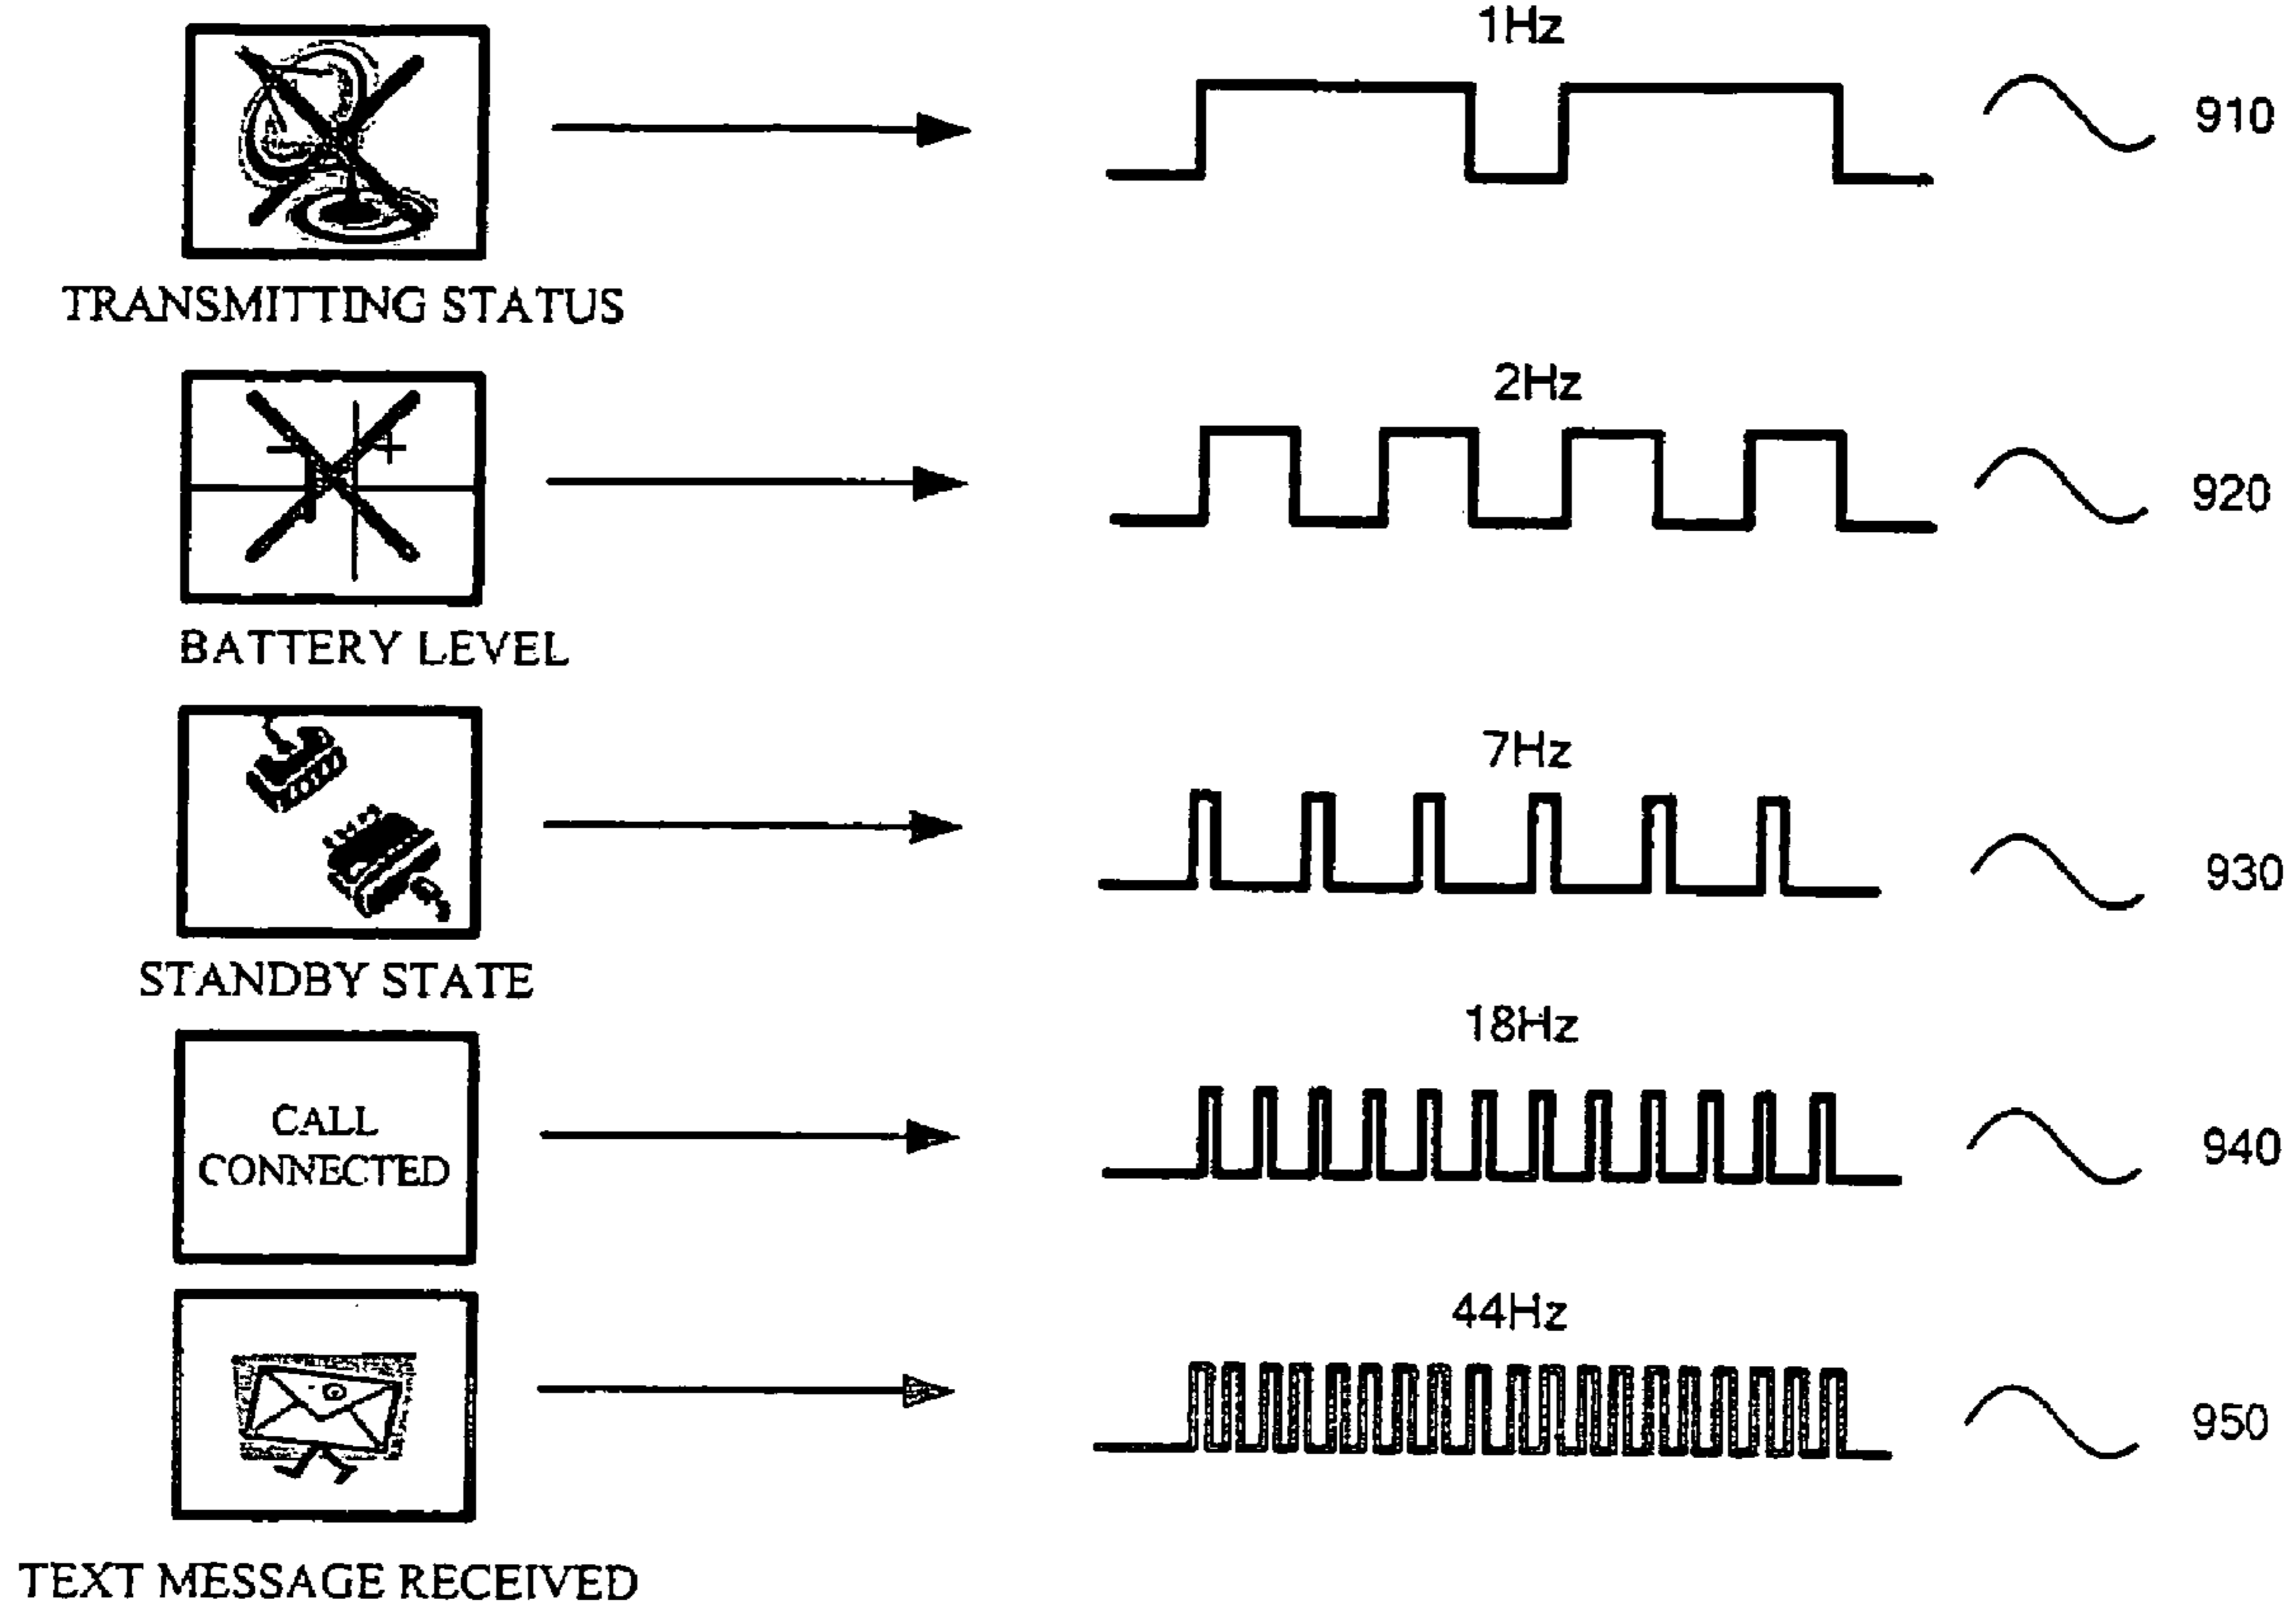 1Hz
910
TRANSMITTING STATUS
2Hz
- +
920
BATTERY LEVEL
7Hz
930
STANDBY STATE
18Hz
CALL
CONNECTED
940
44Hz
950
TEXT MESSAGE RECEIVED